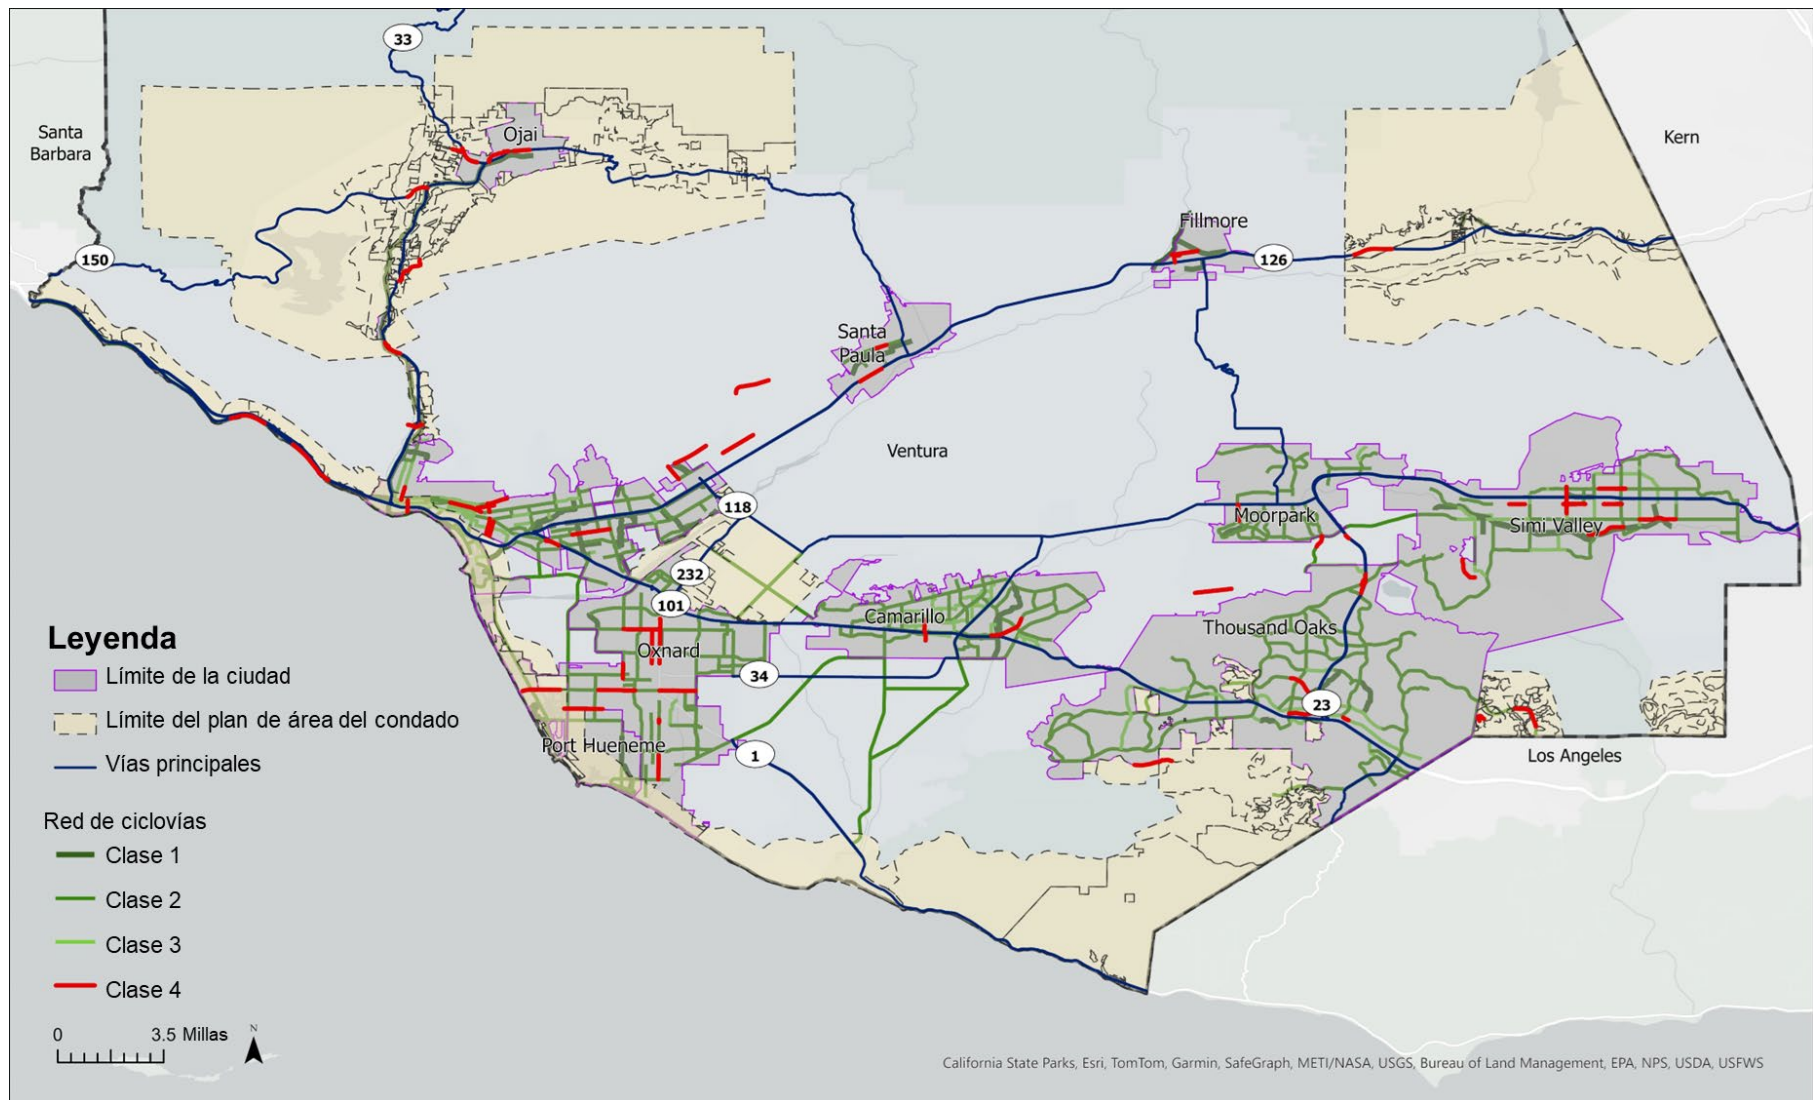 33
Santa
Barbara
Ojai
Kern
Fillmore
150
126
Santa
Paula
Ventura
118
Moorpark
Simi Valley
232
101
Camarillo
Thousand Oaks
Oxnard
34
23
Port Hueneme
1
Los Angeles
Leyenda
Límite de la ciudad
Límite del plan de área del condado
Vías principales
Red de ciclovías
Clase 1
Clase 2
Clase 3
Clase 4
0 3.5 Millas
N
California State Parks, Esri, TomTom, Garmin, SafeGraph, METI/NASA, USGS, Bureau of Land Management, EPA, NPS, USDA, USFWS